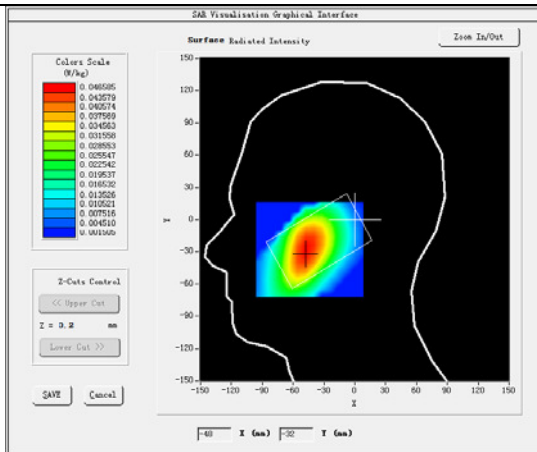 SAR Visualisation Graphical Interface
Surface Radiated Intensity
Zoom In/Out
Colors Scale
(W/kg)
0.046585
0.043579
0.040574
0.037569
0.034563
0.031558
0.028553
0.025547
0.022542
0.019537
0.016532
0.013526
0.010521
0.007516
0.004510
0.001505
150
120
90
60
30
0
-30
-60
-90
-120
-150
Y
-150 -120 -90 -60 -30 0 30 60 90 120 150
X
Z-Cuts Control
<< Upper Cut
Z = 3.2 mm
Lower Cut >>
SAVE Cancel
-48 X (mm) -32 Y (mm)